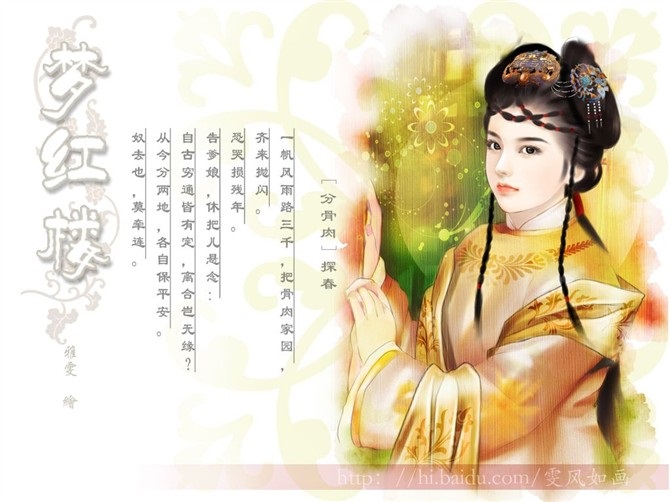 梦红楼
［分骨肉］探春
一帆风雨路三千，把骨肉家园，
齐来抛闪。
恐哭损残年。
告爹娘，休把儿悬念：
自古穷通皆有定，离合岂无缘？
从今分两地，各自保平安。
奴去也，莫牵连。
雅雯 繪
http://hi.baidu.com/雯风如画